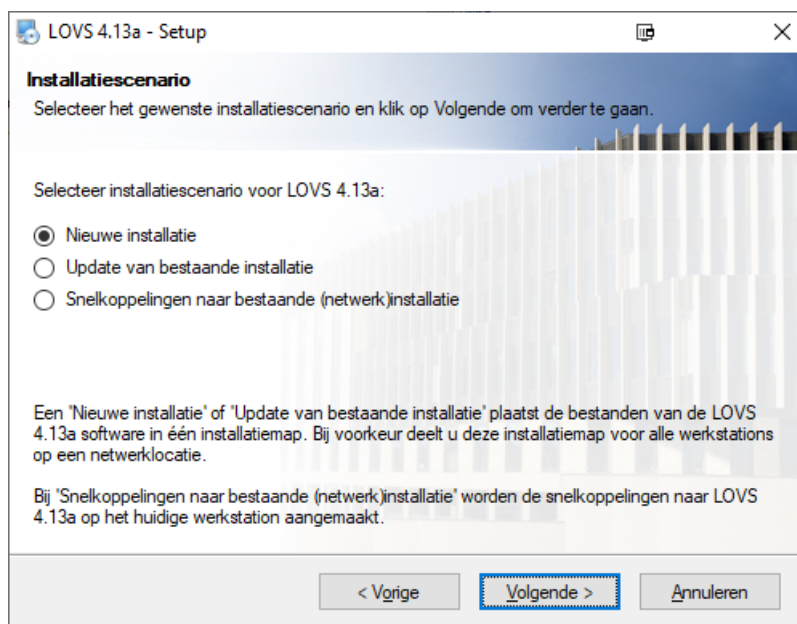 LOVS 4.13a - Setup
Installatiescenario
Selecteer het gewenste installatiescenario en klik op Volgende om verder te gaan.
Selecteer installatiescenario voor LOVS 4.13a:
Nieuwe installatie
Update van bestaande installatie
Snelkoppelingen naar bestaande (netwerk)installatie
Een 'Nieuwe installatie' of 'Update van bestaande installatie' plaatst de bestanden van de LOVS
4.13a software in één installatiemap. Bij voorkeur deelt u deze installatiemap voor alle werkstations
op een netwerklocatie.
Bij 'Snelkoppelingen naar bestaande (netwerk)installatie' worden de snelkoppelingen naar LOVS
4.13a op het huidige werkstation aangemaakt.
< Vorige
Volgende >
Annuleren